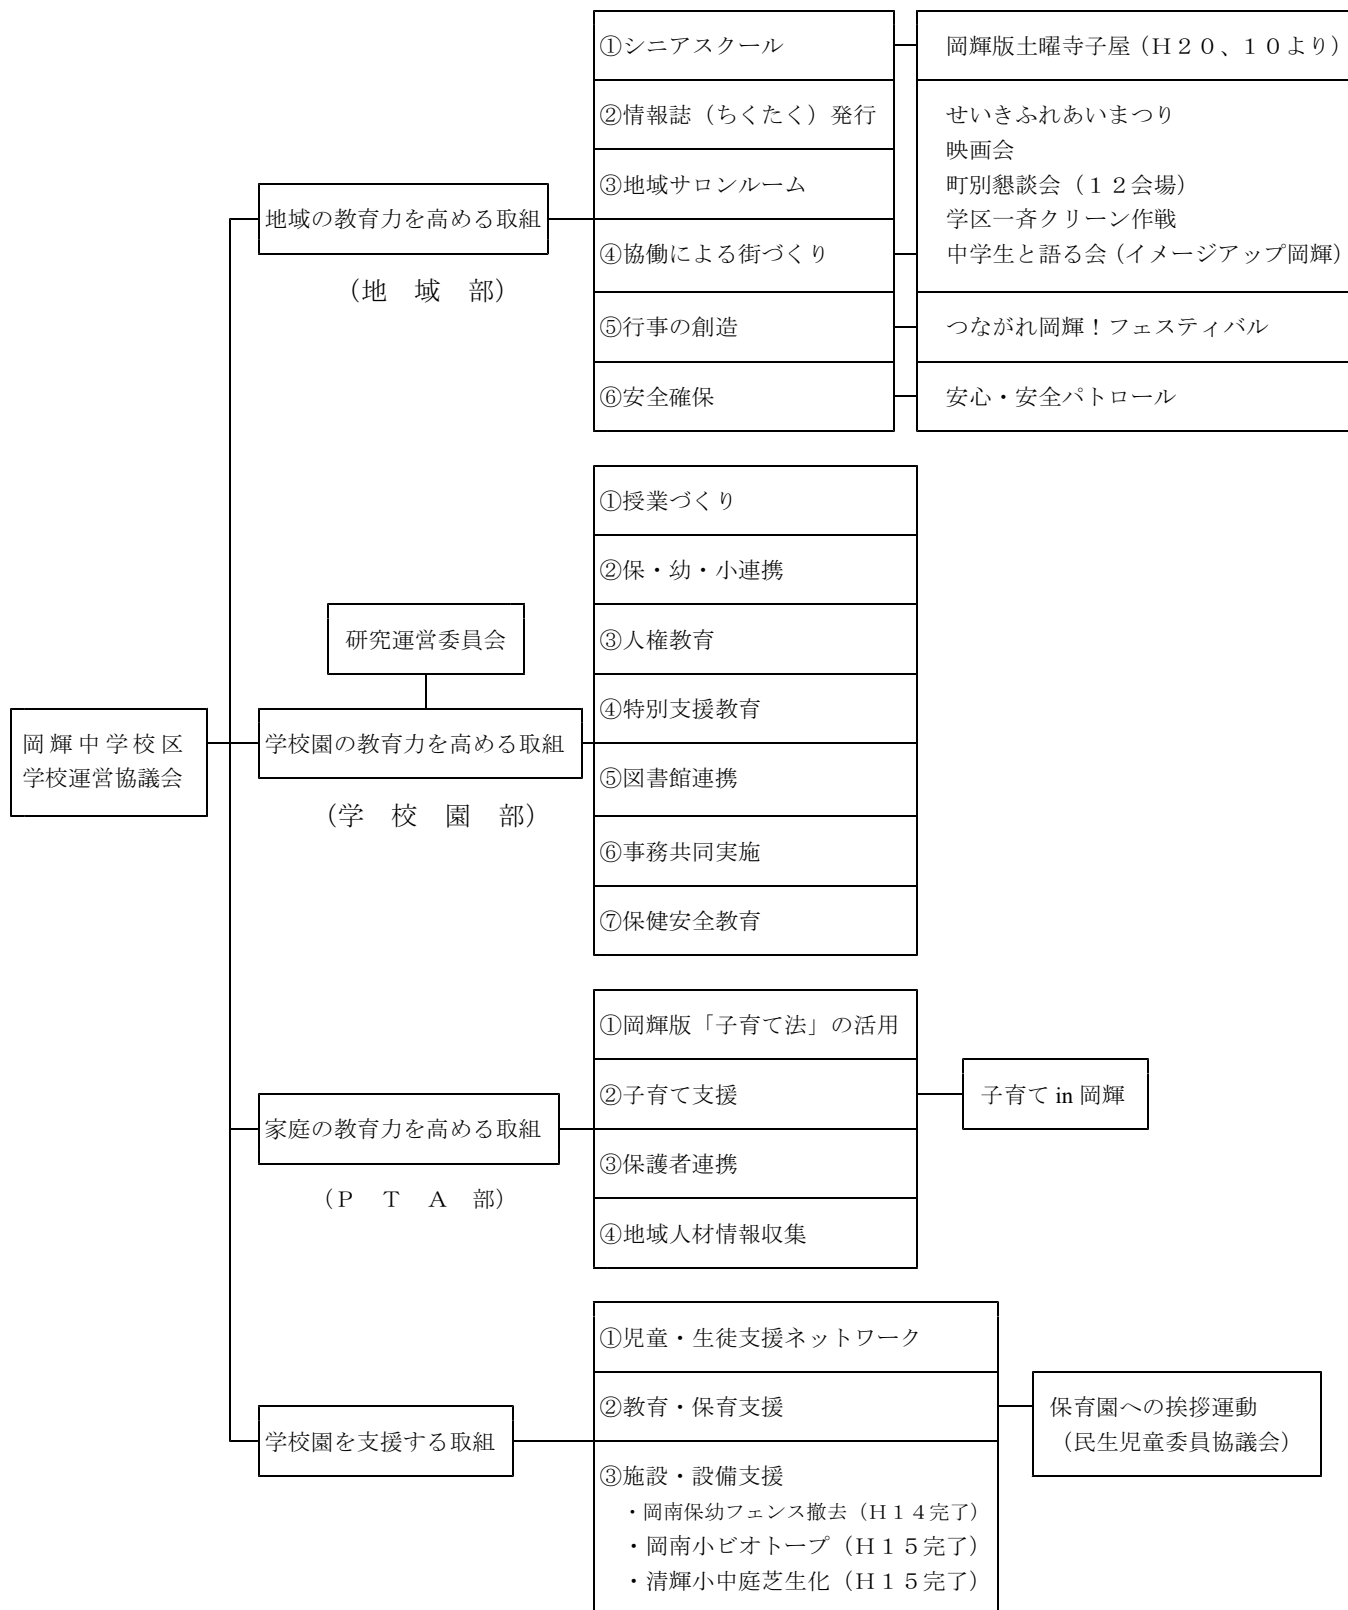 ①シニアスクール
岡輝版土曜寺子屋（Ｈ２０、１０より）
②情報誌（ちくたく）発行
③地域サロンルーム
④協働による街づくり
せいきふれあいまつり
映画会
町別懇談会（１２会場）
学区一斉クリーン作戦
中学生と語る会（イメージアップ岡輝）
⑤行事の創造
つながれ岡輝！フェスティバル
⑥安全確保
安心・安全パトロール
地域の教育力を高める取組
（地　域　部）
①授業づくり
②保・幼・小連携
③人権教育
④特別支援教育
⑤図書館連携
⑥事務共同実施
⑦保健安全教育
研究運営委員会
学校園の教育力を高める取組
（学　校　園　部）
岡輝中学校区
学校運営協議会
①岡輝版「子育て法」の活用
②子育て支援
③保護者連携
④地域人材情報収集
子育て in 岡輝
家庭の教育力を高める取組
（Ｐ　Ｔ　Ａ　部）
①児童・生徒支援ネットワーク
②教育・保育支援
③施設・設備支援
・岡南保幼フェンス撤去（Ｈ１４完了）
・岡南小ビオトープ（Ｈ１５完了）
・清輝小中庭芝生化（Ｈ１５完了）
保育園への挨拶運動
（民生児童委員協議会）
学校園を支援する取組